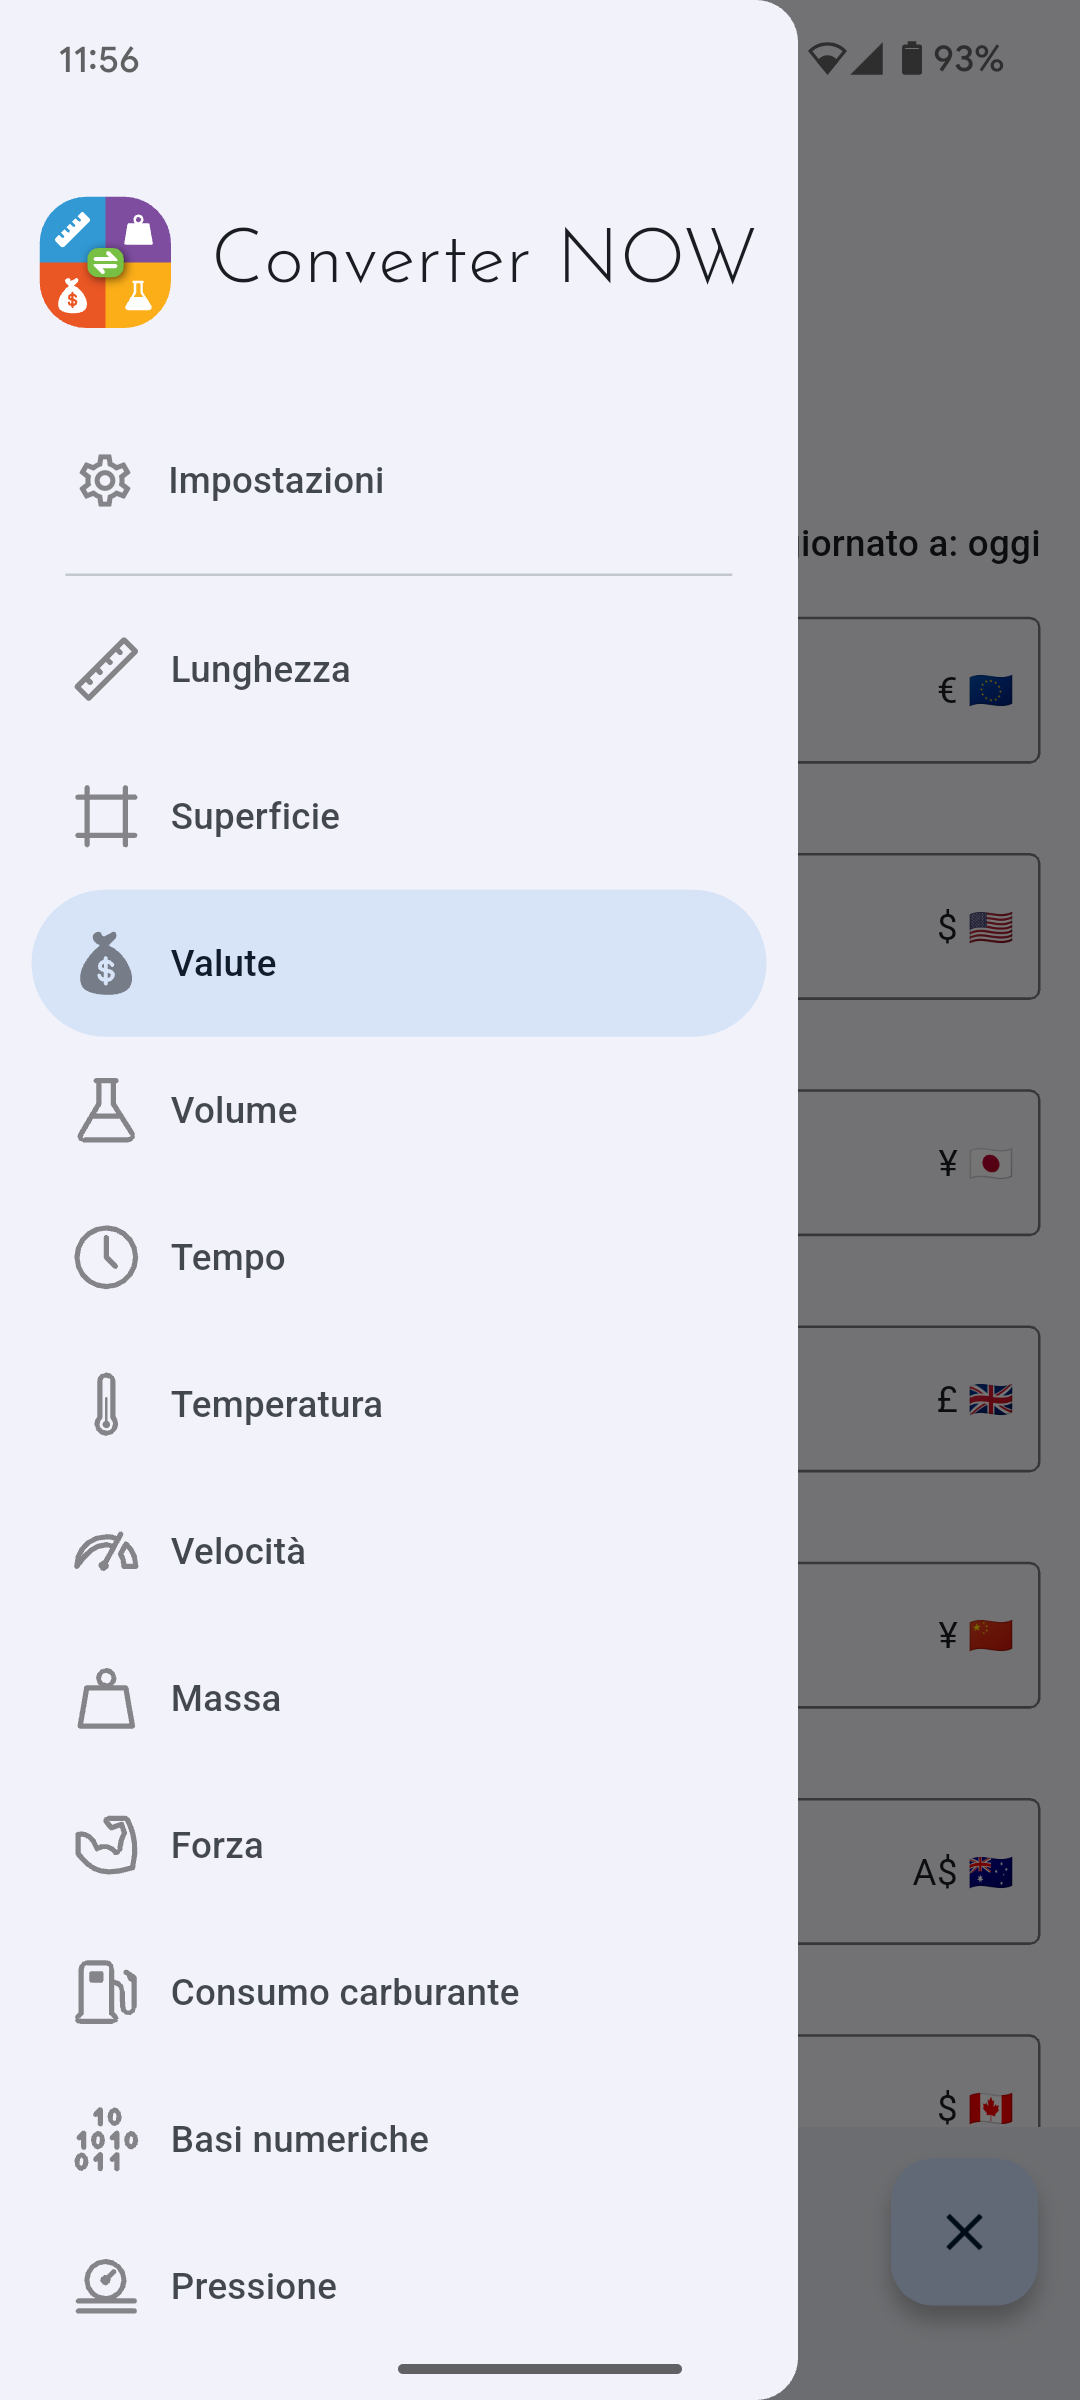 11:56
93%
Converter NOW
Impostazioni
iornato a: oggi
Lunghezza
€
Superficie
$
Valute
Volume
¥
Tempo
Temperatura
£
Velocità
¥
Massa
Forza
A$
Consumo carburante
$
Basi numeriche
Pressione